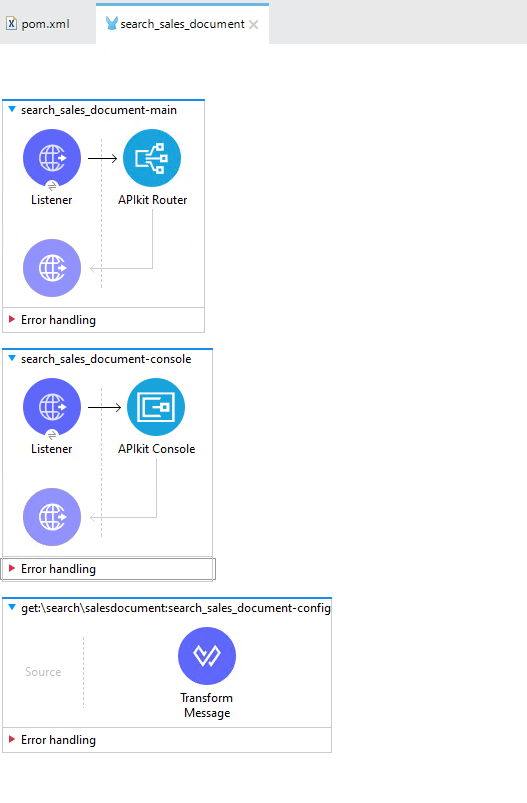 pom.xml
search_sales_document
search_sales_document-main
Listener
APIkit Router
Error handling
search_sales_document-console
Listener
APIkit Console
Error handling
get:\search\salesdocument:search_sales_document-config
Source
Transform
Message
Error handling